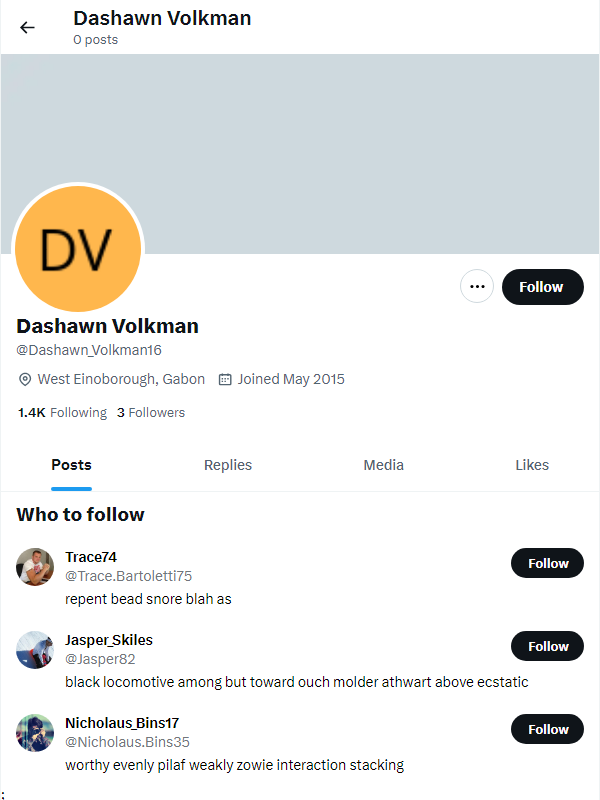 Dashawn Volkman
0 posts
DV
Follow
Dashawn Volkman
@Dashawn_Volkman16
West Einoborough, Gabon Joined May 2015
1.4K Following 3 Followers
Posts Replies Media Likes
Who to follow
Trace74
@Trace.Bartoletti75
Follow
repent bead snore blah as
Jasper_Skiles
@Jasper82
Follow
black locomotive among but toward ouch molder athwart above ecstatic
Nicholaus_Bins17
@Nicholaus.Bins35
Follow
worthy evenly pilaf weakly zowie interaction stacking
: